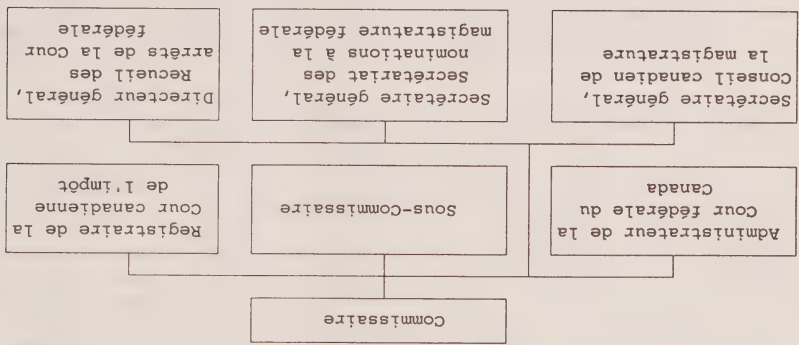 Commissaire
Registraire de la
Cour canadienne
de l'impôt
Sous-Commissaire
Administrateur de la
Cour fédérale du
Canada
Directeur général,
Recueil des
arrêts de la Cour
fédérale
Secrétaire général,
Secrétariat des
nominations à la
magistrature fédérale
Secrétaire général,
Conseil canadien de
la magistrature